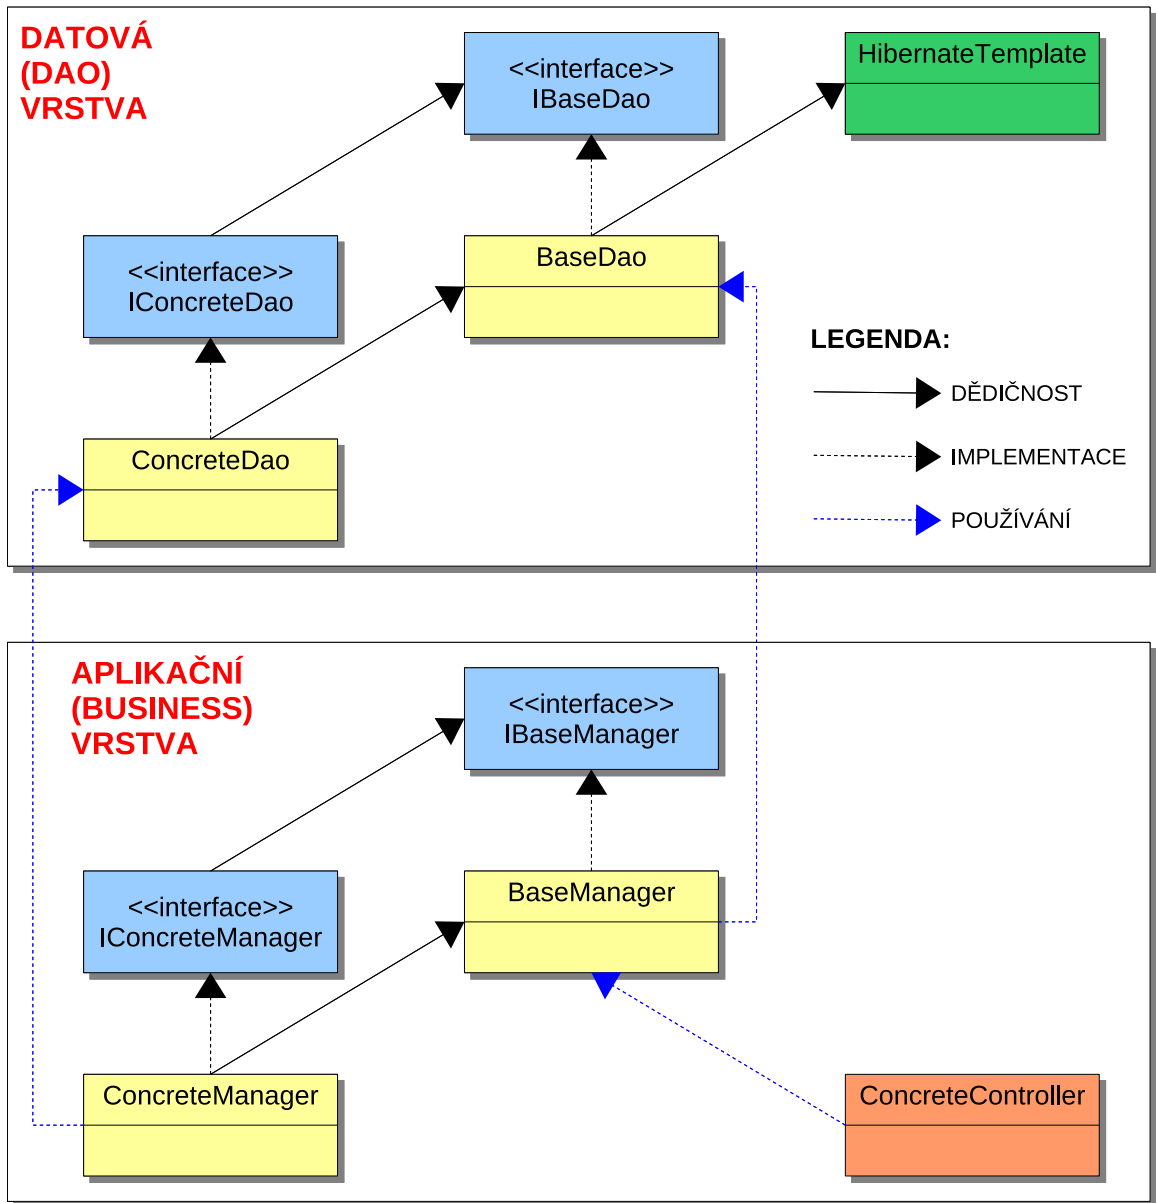 DATOVÁ
(DAO)
VRSTVA
<<interface>>
IBaseDao
HibernateTemplate
<<interface>>
IConcreteDao
BaseDao
LEGENDA:
DĚDIČNOST
IMPLEMENTACE
POUŽÍVÁNÍ
ConcreteDao
APLIKAČNÍ
(BUSINESS)
VRSTVA
<<interface>>
IBaseManager
<<interface>>
IConcreteManager
BaseManager
ConcreteManager
ConcreteController